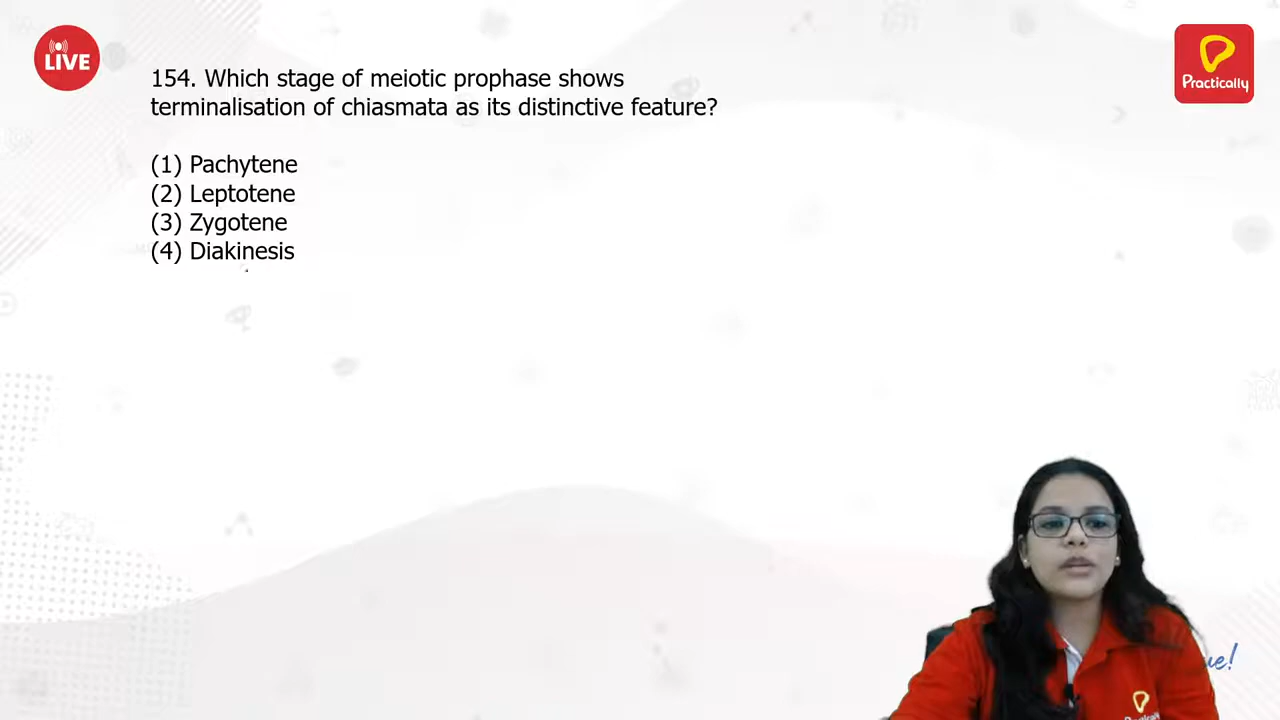 LIVE
Practically
154. Which stage of meiotic prophase shows
terminalisation of chiasmata as its distinctive feature?
(1) Pachytene
(2) Leptotene
(3) Zygotene
(4) Diakinesis